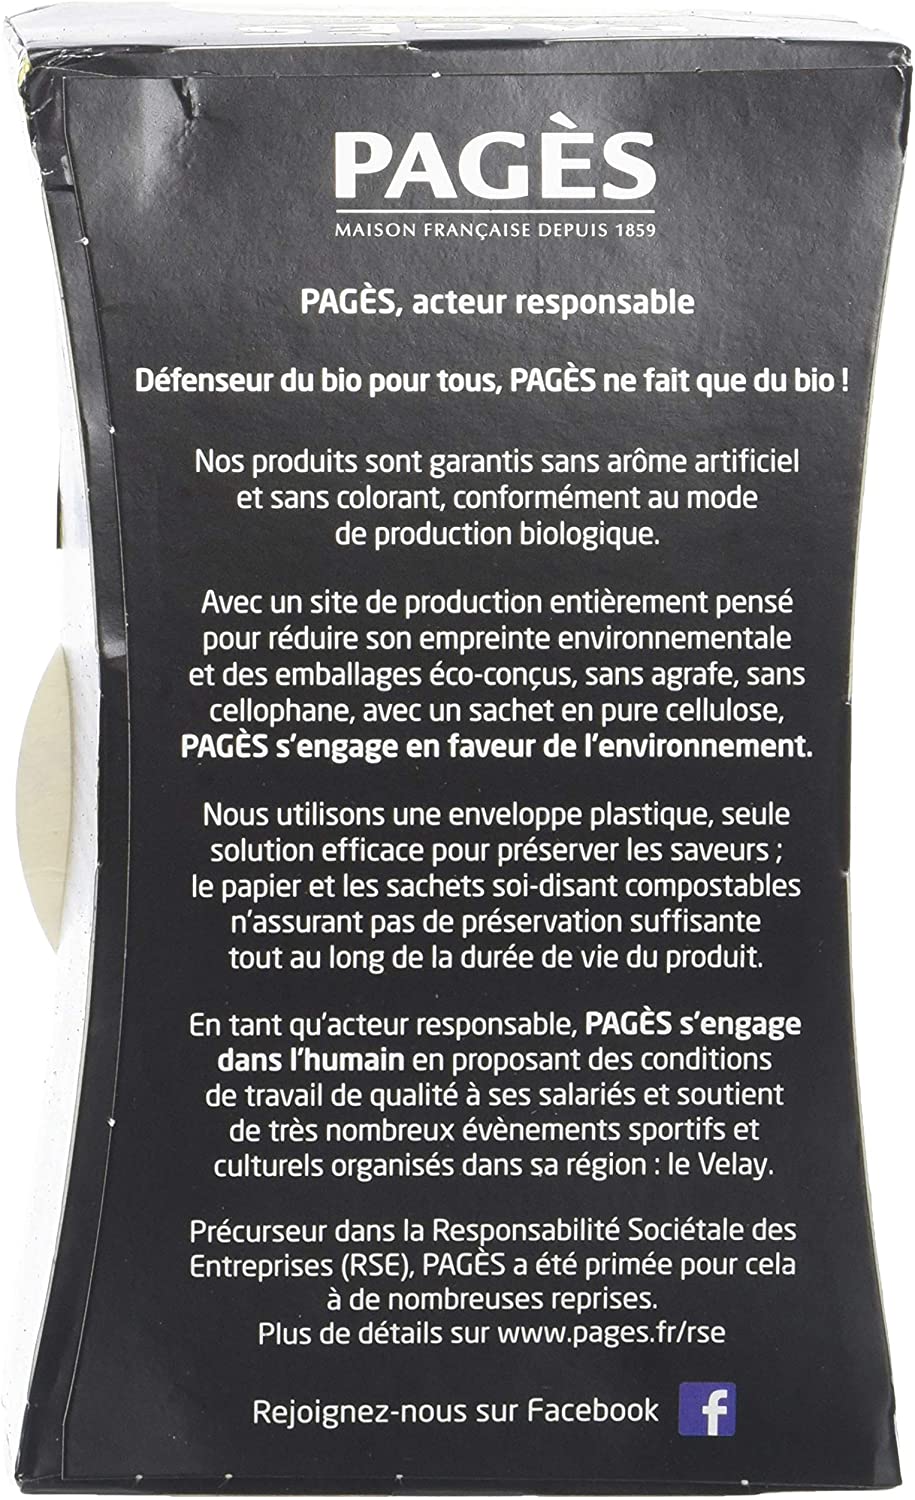 PAGÈS
MAISON FRANÇAISE DEPUIS 1859
PAGÈS, acteur responsable
Défenseur du bio pour tous, PAGÈS ne fait que du bio !
Nos produits sont garantis sans arôme artificiel
et sans colorant, conformément au mode
de production biologique.
Avec un site de production entièrement pensé
pour réduire son empreinte environnementale
et des emballages éco-conçus, sans agrafe, sans
cellophane, avec un sachet en pure cellulose,
PAGÈS s'engage en faveur de l'environnement.
Nous utilisons une enveloppe plastique, seule
solution efficace pour préserver les saveurs ;
le papier et les sachets soi-disant compostables
n'assurant pas de préservation suffisante
tout au long de la durée de vie du produit.
En tant qu'acteur responsable, PAGÈS s'engage
dans l'humain en proposant des conditions
de travail de qualité à ses salariés et soutient
de très nombreux évènements sportifs et
culturels organisés dans sa région : le Velay.
Précurseur dans la Responsabilité Sociétale des
Entreprises (RSE), PAGÈS a été primée pour cela
à de nombreuses reprises.
Plus de détails sur www.pages.fr/rse
Rejoignez-nous sur Facebook f